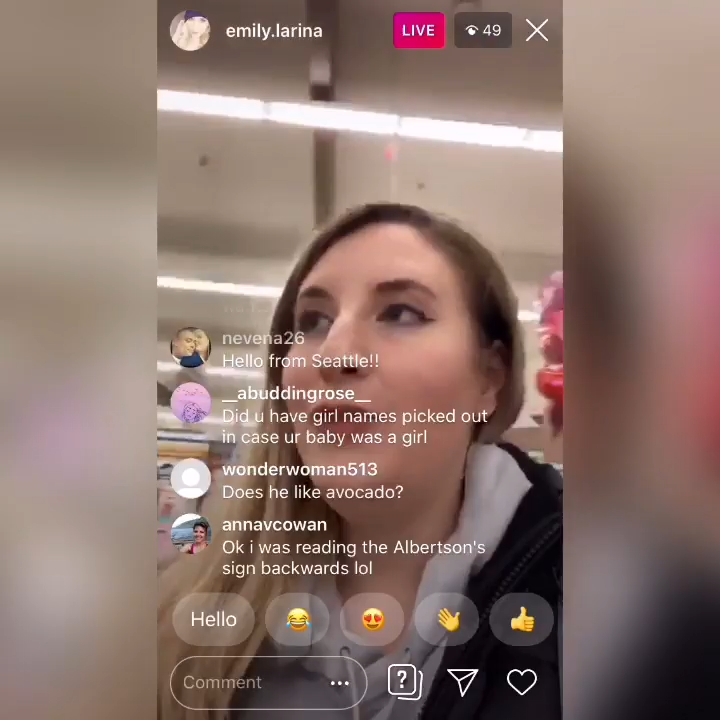 emily.larina
LIVE
49
nevena26
Hello from Seattle!!
__abuddingrose__
Did u have girl names picked out
in case ur baby was a girl
wonderwoman513
Does he like avocado?
annavcowan
Ok i was reading the Albertson's
sign backwards lol
Hello
Comment